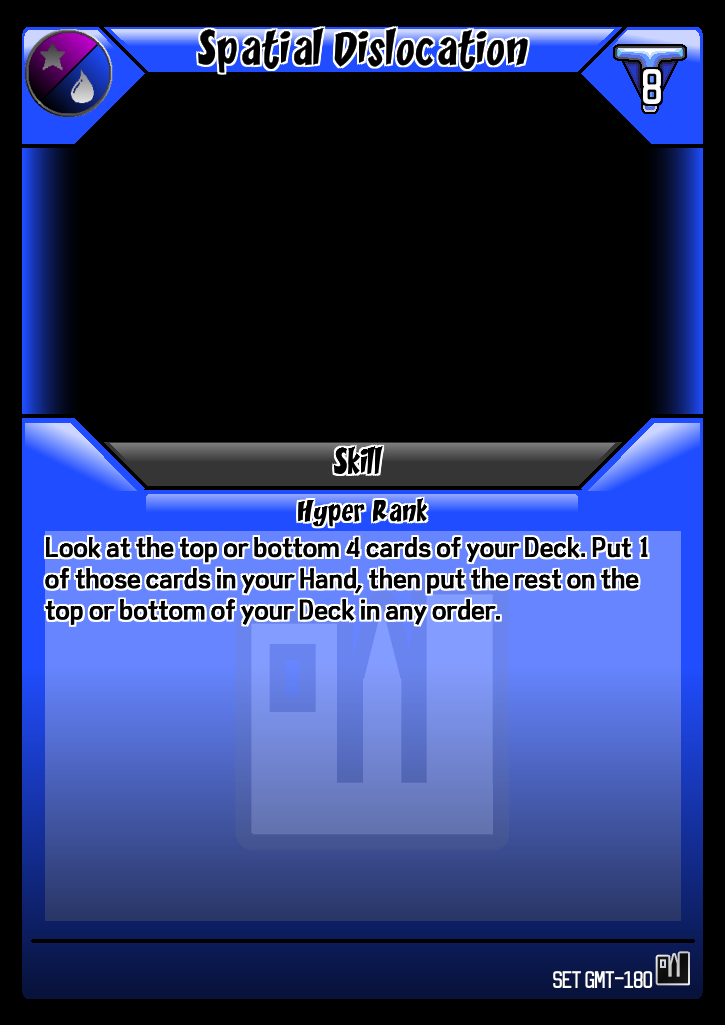 Spatial Dislocation
8
Skill
Hyper Rank
Look at the top or bottom 4 cards of your Deck. Put 1
of those cards in your Hand, then put the rest on the
top or bottom of your Deck in any order.
SET GMT-180